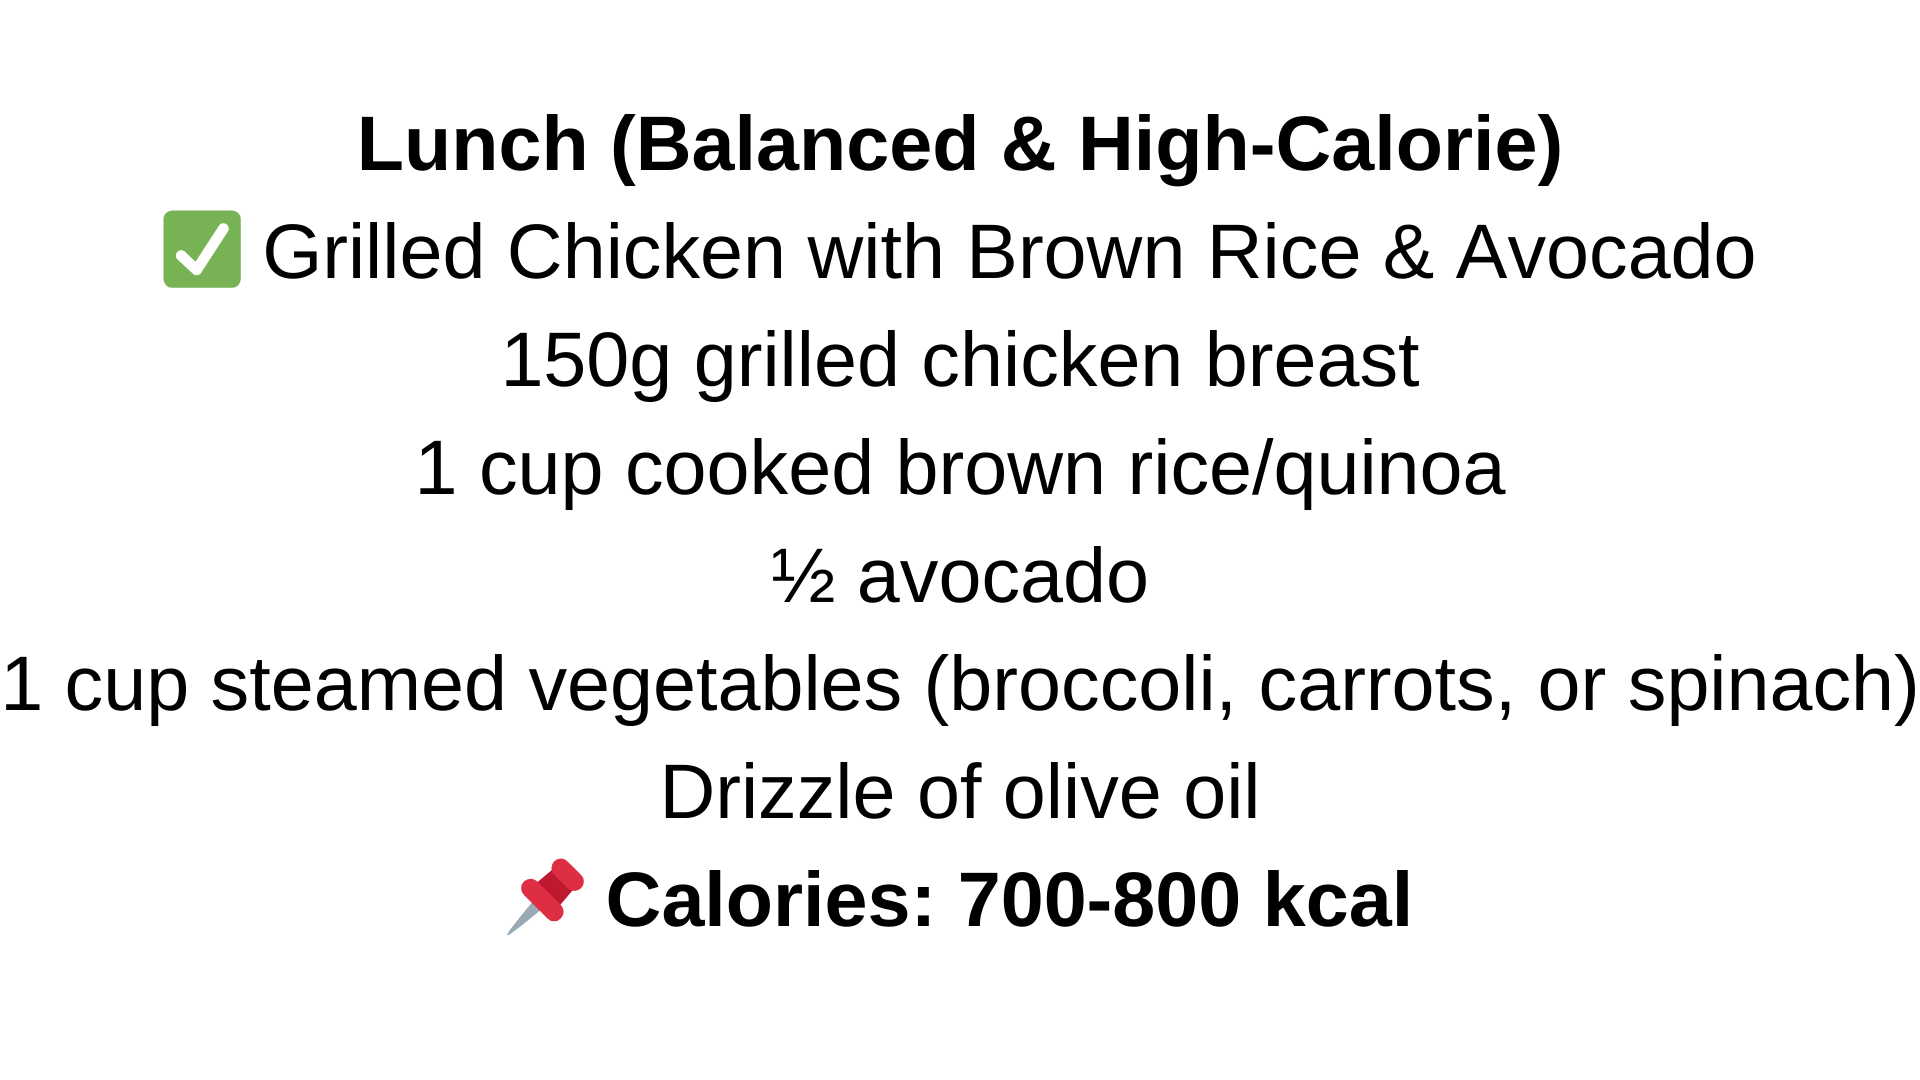 Lunch (Balanced & High-Calorie)
✅ Grilled Chicken with Brown Rice & Avocado
150g grilled chicken breast
1 cup cooked brown rice/quinoa
½ avocado
1 cup steamed vegetables (broccoli, carrots, or spinach)
Drizzle of olive oil
📌 Calories: 700-800 kcal